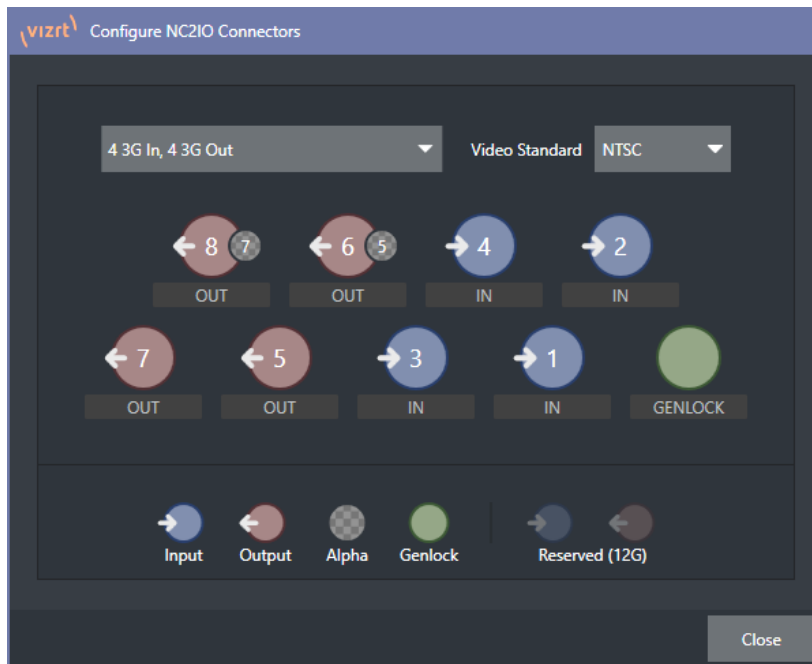 vizrt Configure NC2IO Connectors
4 3G In, 4 3G Out Video Standard NTSC
8 7 6 5 4 2
OUT OUT IN IN
7 5 3 1
OUT OUT IN IN GENLOCK
Input Output Alpha Genlock Reserved (12G)
Close